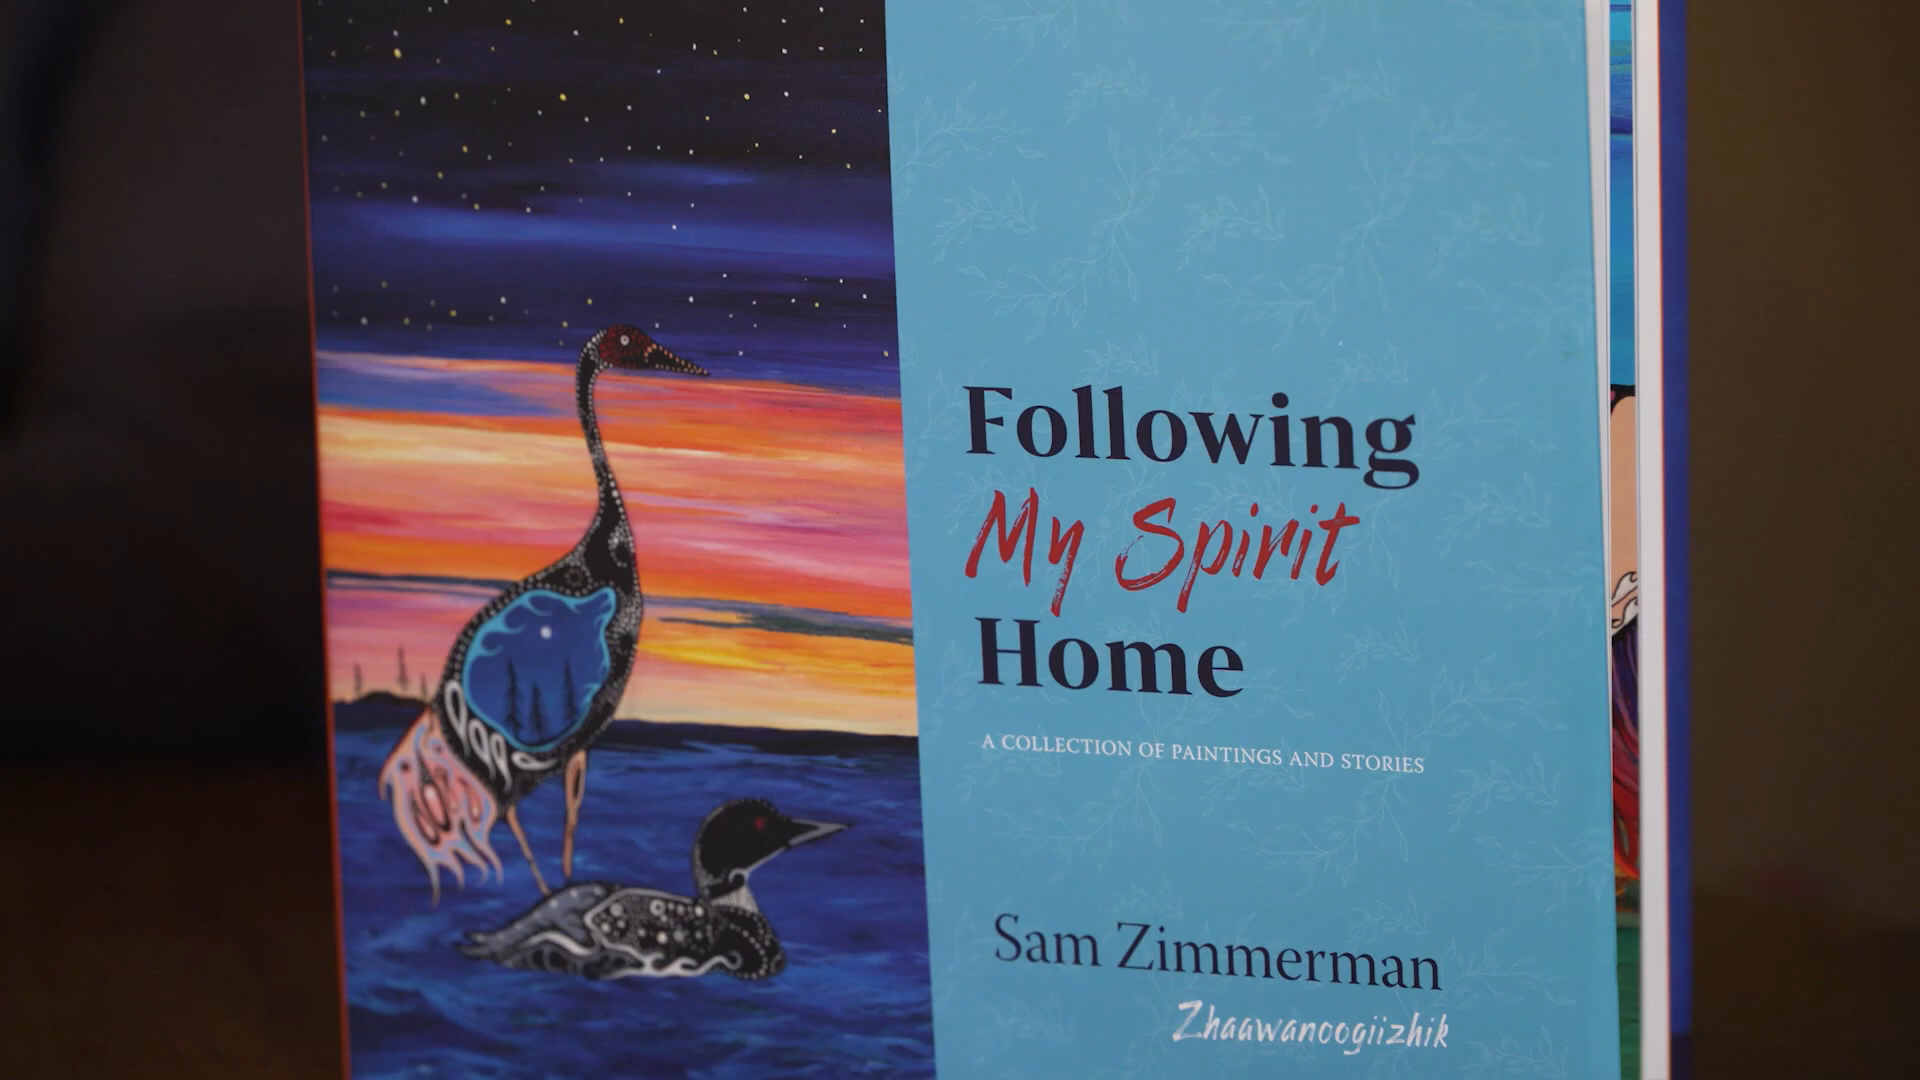 Following
My Spirit
Home
A COLLECTION OF PAINTINGS AND STORIES
Sam Zimmerman
Zhaawanoogiizhik